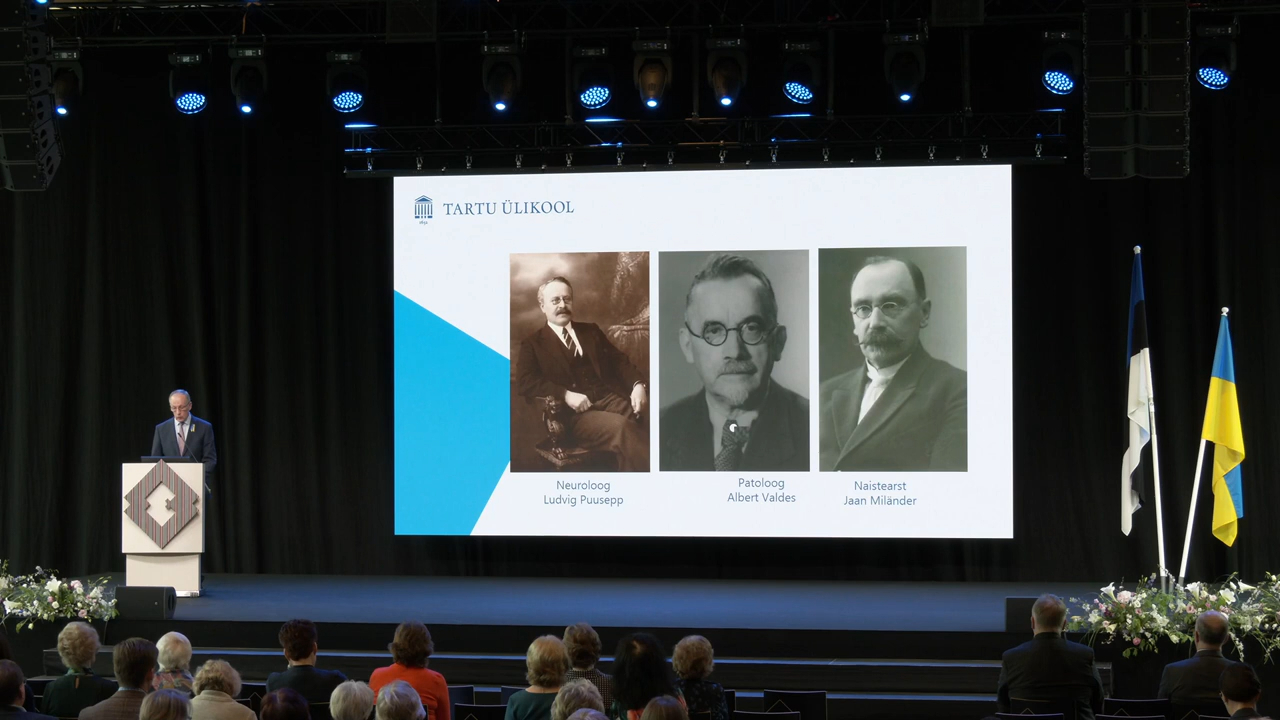 TARTU ÜLIKOOL
Neuroloog
Ludvig Puusepp
Patoloog
Albert Valdes
Naistearst
Jaan Miländer